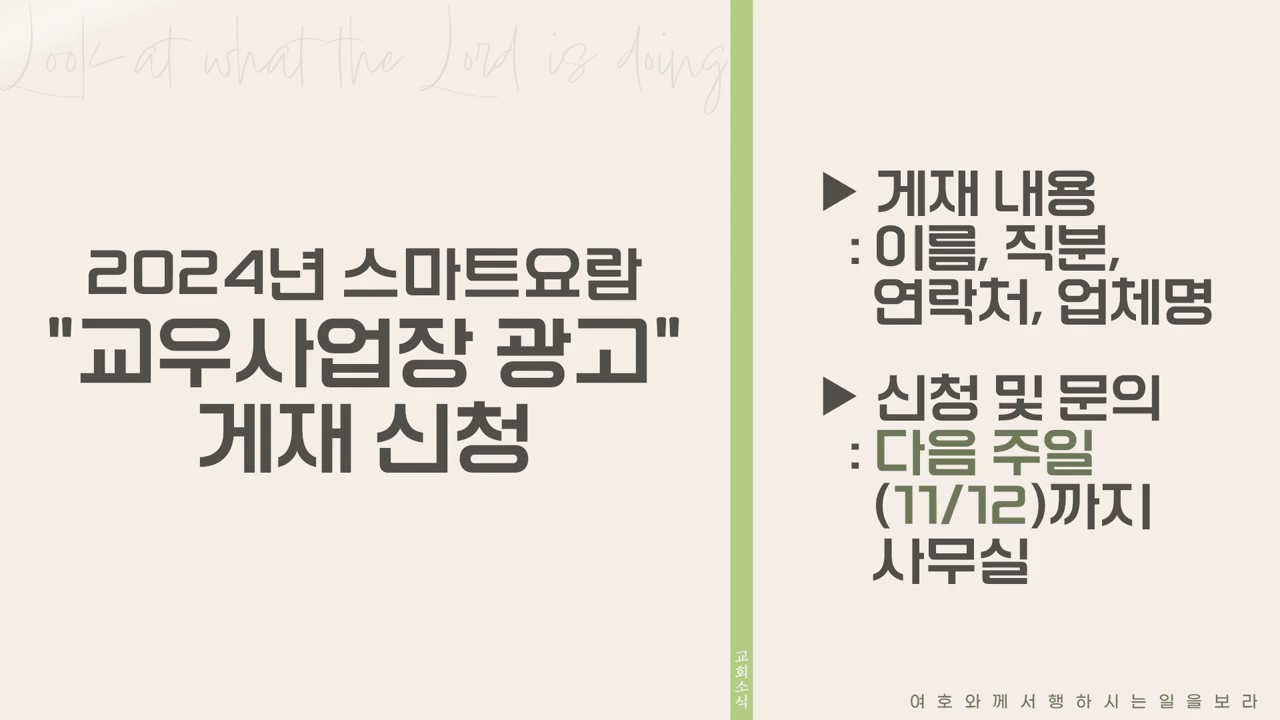 Look at what the Lord is doing
2024년 스마트요람
"교우사업장 광고"
게재 신청
▶ 게재 내용
: 이름, 직분,
연락처, 업체명
▶ 신청 및 문의
: 다음 주일
(11/12)까지
사무실
교회소식
여호와께서행하시는일을보라